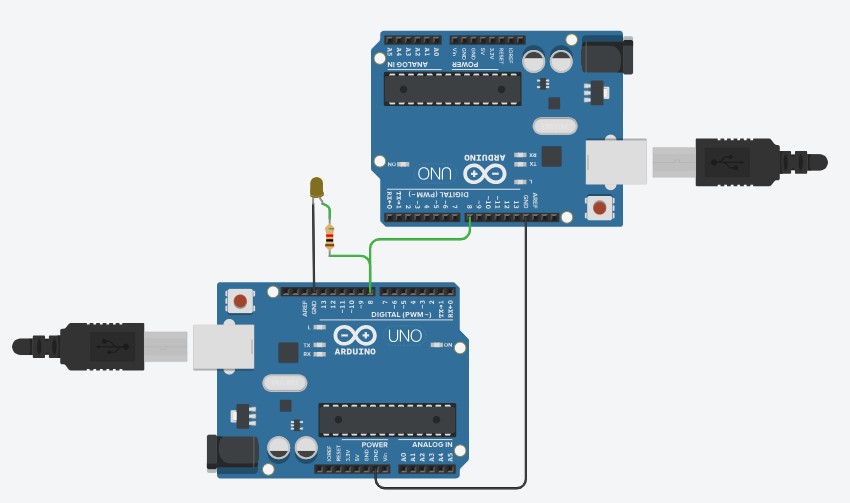 A5 A4 A3 A2 A1 A0 Vin GND GND 5V 3.3V RESET IOREF
ANALOG IN POWER
ON UNO ARDUINO RX TX L
DIGITAL (PWM~)
RX←0 TX→1 2 ~3 4 ~5 ~6 7 8 ~9 ~10 ~11 12 13 GND AREF
AREF GND 13 12 ~11 ~10 ~9 8 7 ~6 ~5 4 ~3 2 TX→1 RX←0
DIGITAL (PWM~)
L
TX UNO ON
RX ARDUINO
POWER ANALOG IN
IOREF RESET 3.3V 5V GND GND Vin A0 A1 A2 A3 A4 A5